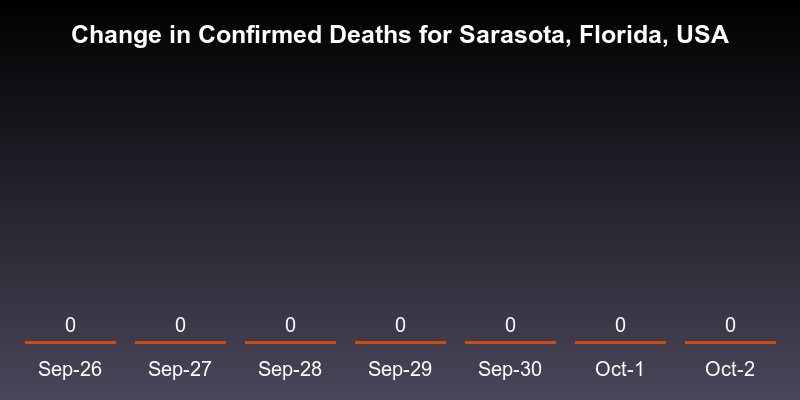 Change in Confirmed Deaths for Sarasota, Florida, USA
0 0 0 0 0 0 0
Sep-26 Sep-27 Sep-28 Sep-29 Sep-30 Oct-1 Oct-2